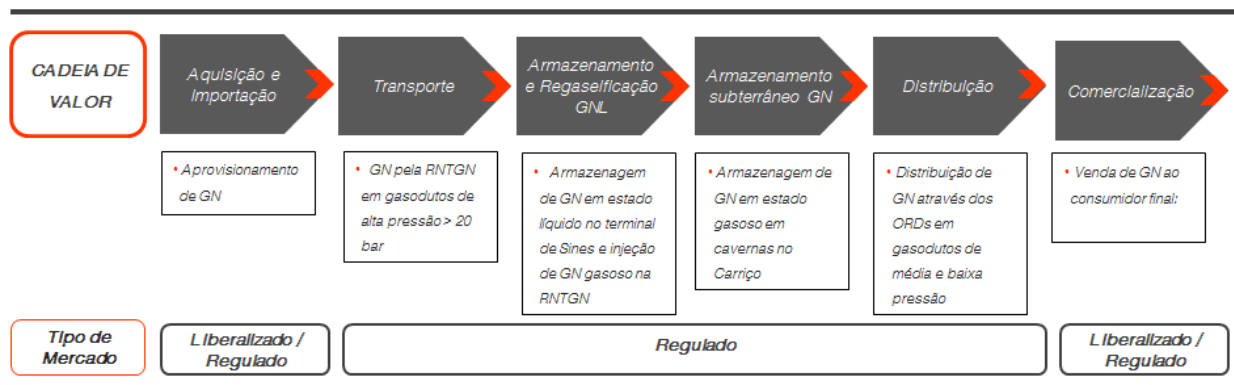 CADEIA DE
VALOR
Aquisição e
Importação
Transporte
Armazenamento
e Regaseificação
GNL
Armazenamento
subterrâneo GN
Distribuição
Comercialização
• Aprovisionamento
de GN
• GN pela RNTGN
em gasodutos de
alta pressão > 20
bar
• Armazenagem
de GN em estado
líquido no terminal
de Sines e injeção
de GN gasoso na
RNTGN
• Armazenagem de
GN em estado
gasoso em
cavernas no
Carriço
• Distribuição de
GN através dos
ORDs em
gasodutos de
média e baixa
pressão
• Venda de GN ao
consumidor final:
Tipo de
Mercado
Liberalizado /
Regulado
Regulado
Liberalizado /
Regulado